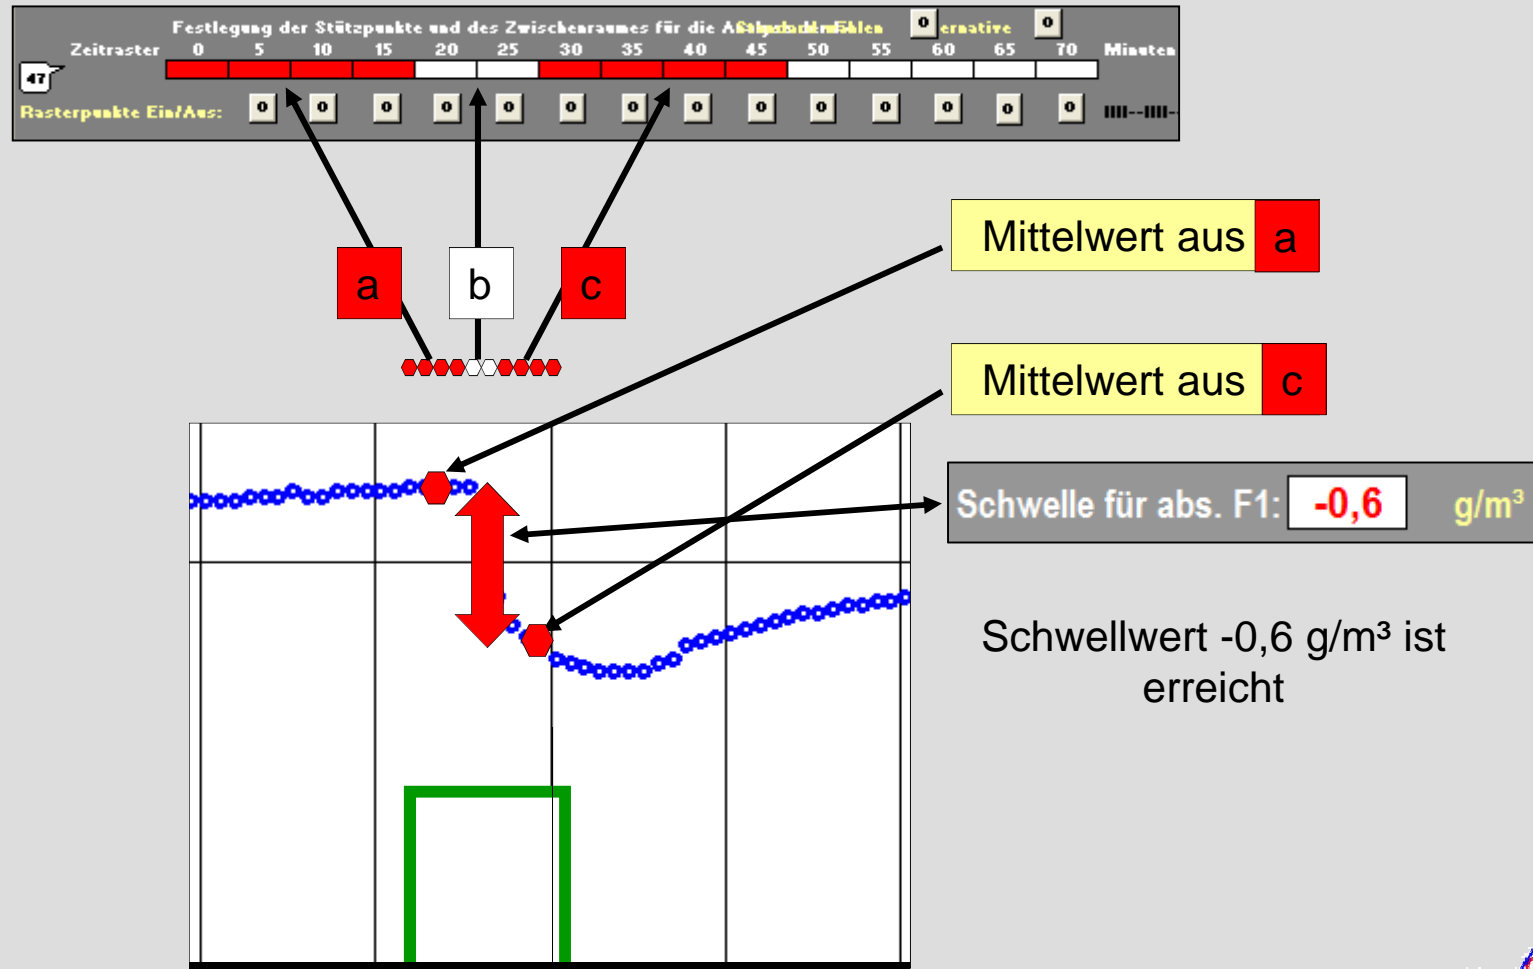 Festlegung der Stützpunkte und des Zwischenraumes für die
Zeitraster 0 5 10 15 20 25 30 35 40 45 50 55 60 65 70 Minuten
47
Rasterpunkte Ein/Aus: 0 0 0 0 0 0 0 0 0 0 0 0 0 0 IIII--IIII-
0 ernative 0
a b c
Mittelwert aus a
Mittelwert aus c
Schwelle für abs. F1: -0,6 g/m³
Schwellwert -0,6 g/m³ ist
erreicht